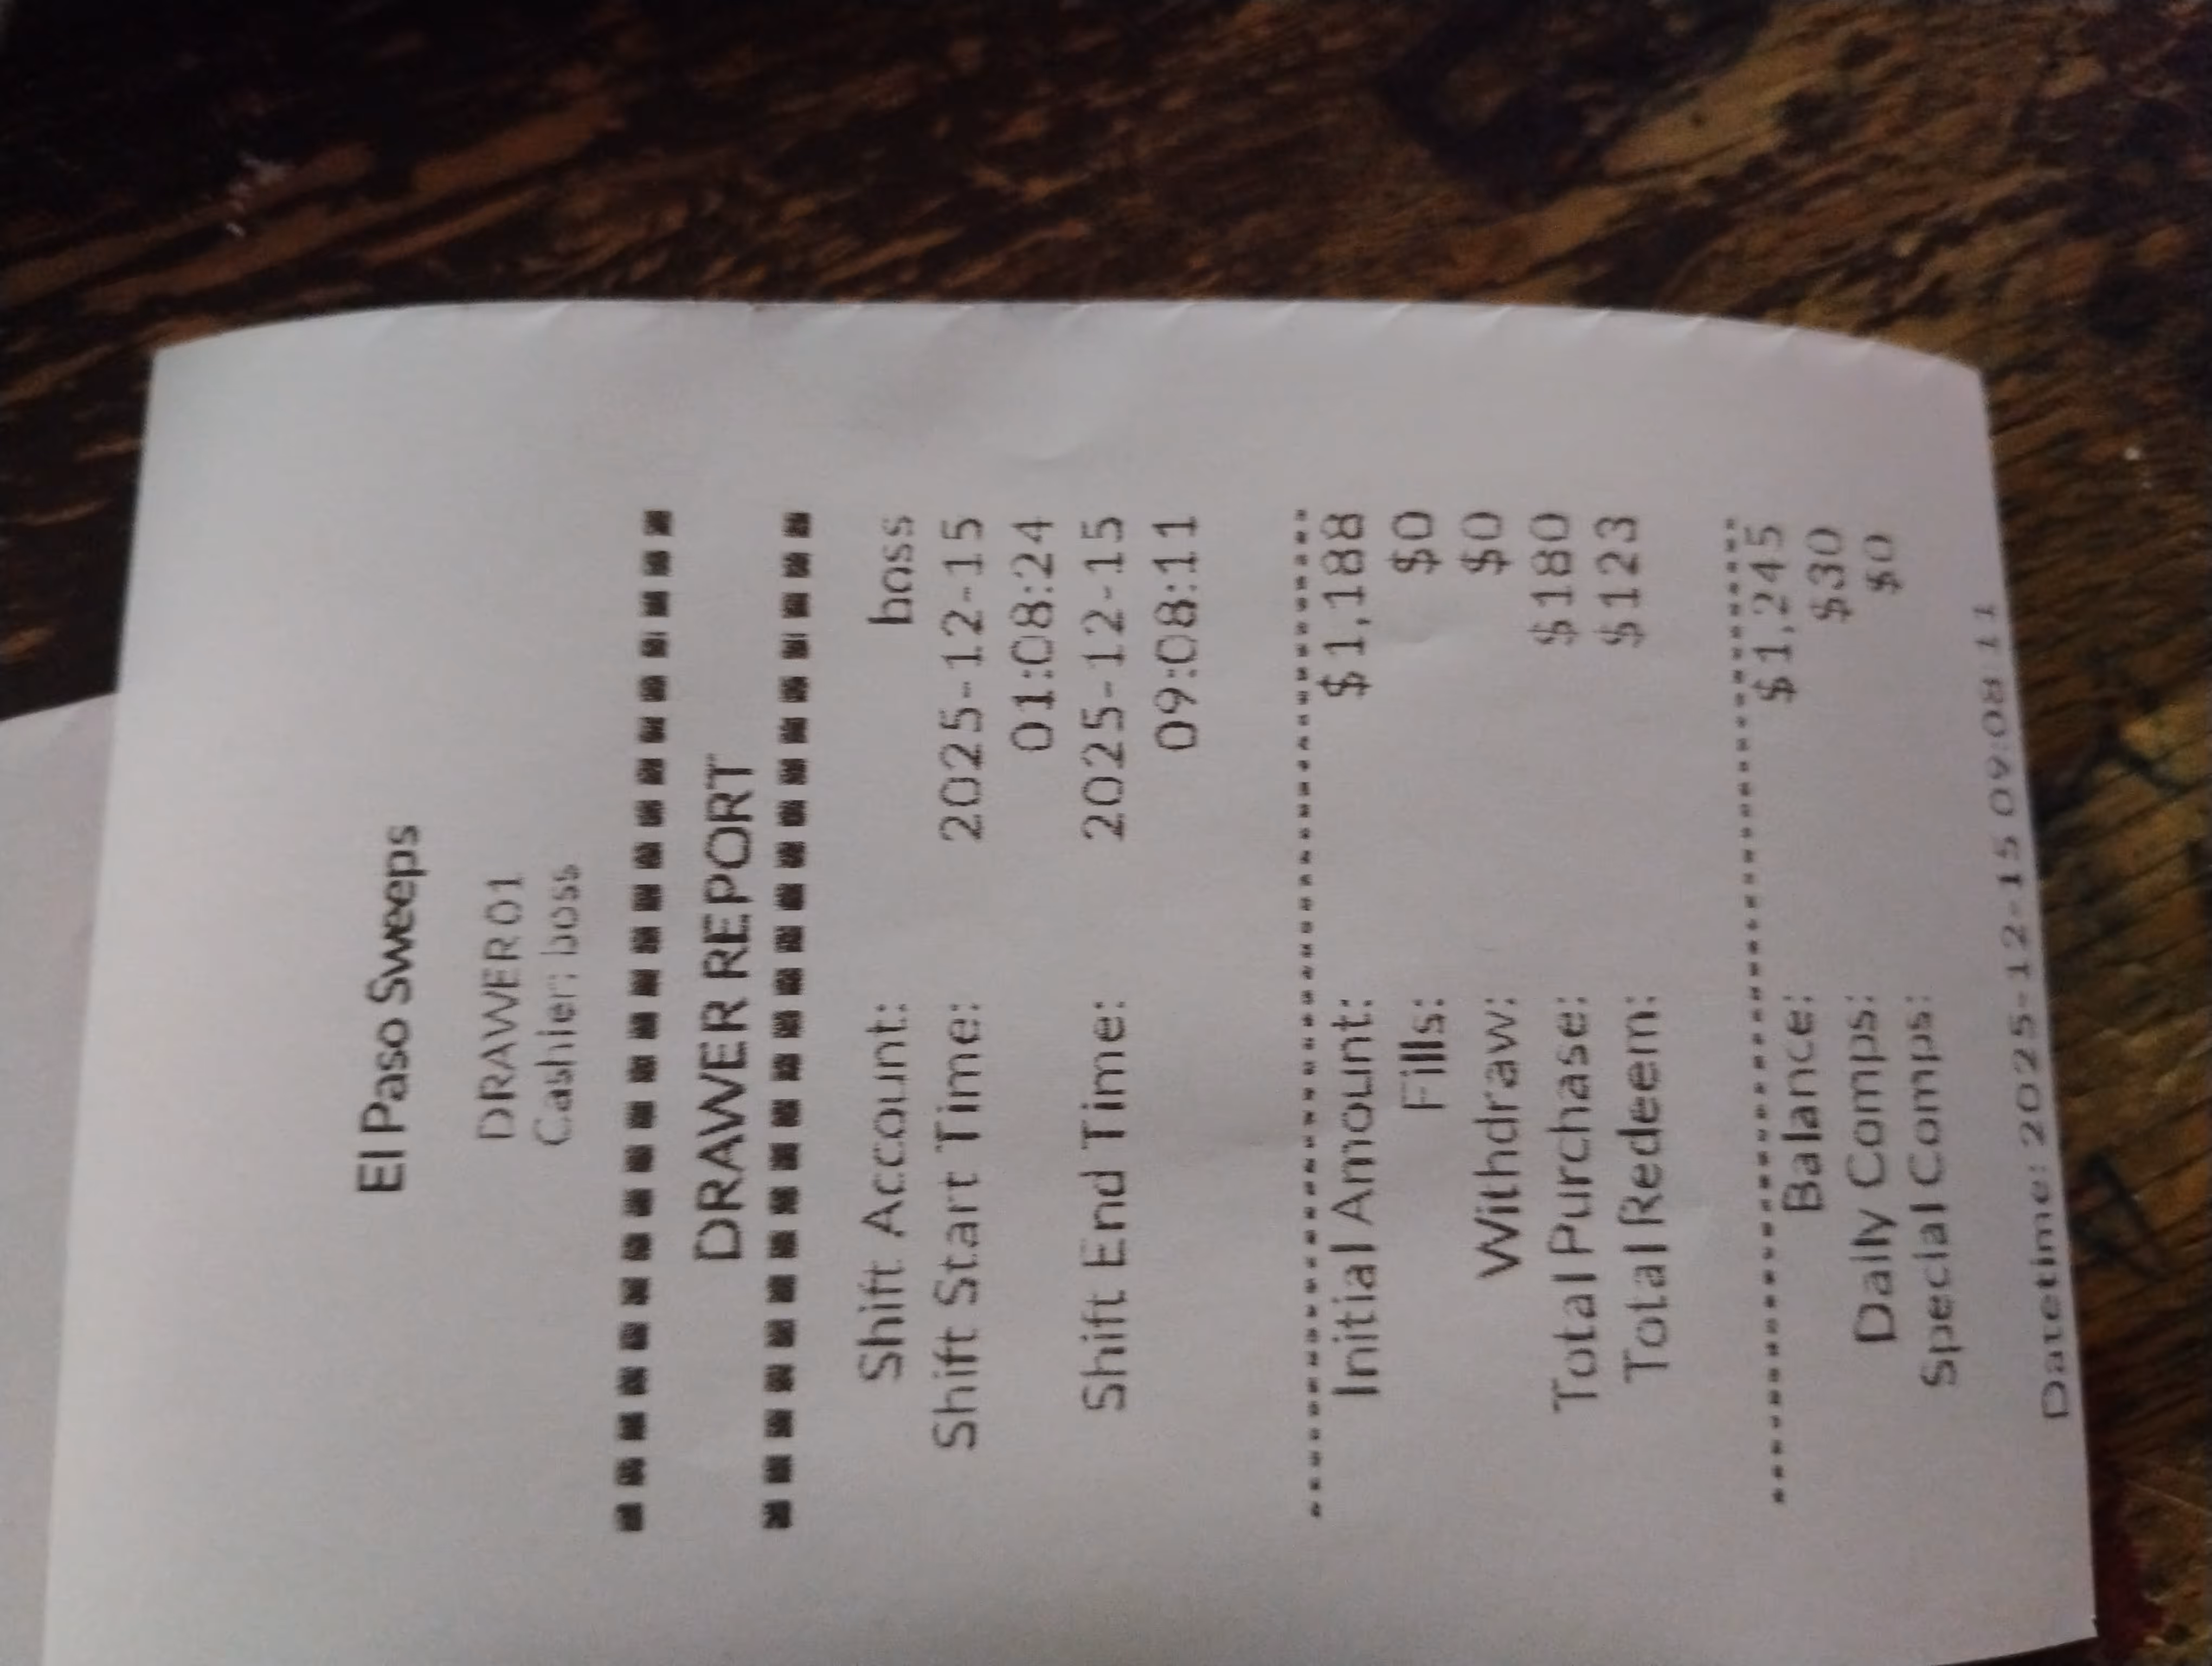 El Paso Sweeps
DRAWER 01
Cashier: boss
DRAWER REPORT
Shift Account: boss
Shift Start Time: 2025-12-15
01:08:24
Shift End Time: 2025-12-15
09:08:11
Initial Amount: $1,188
Fills: $0
Withdraw: $0
Total Purchase: $180
Total Redeem: $123
Balance: $1,245
Daily Comps: $30
Special Comps: $0
Datetime: 2025-12-15 09:08:11